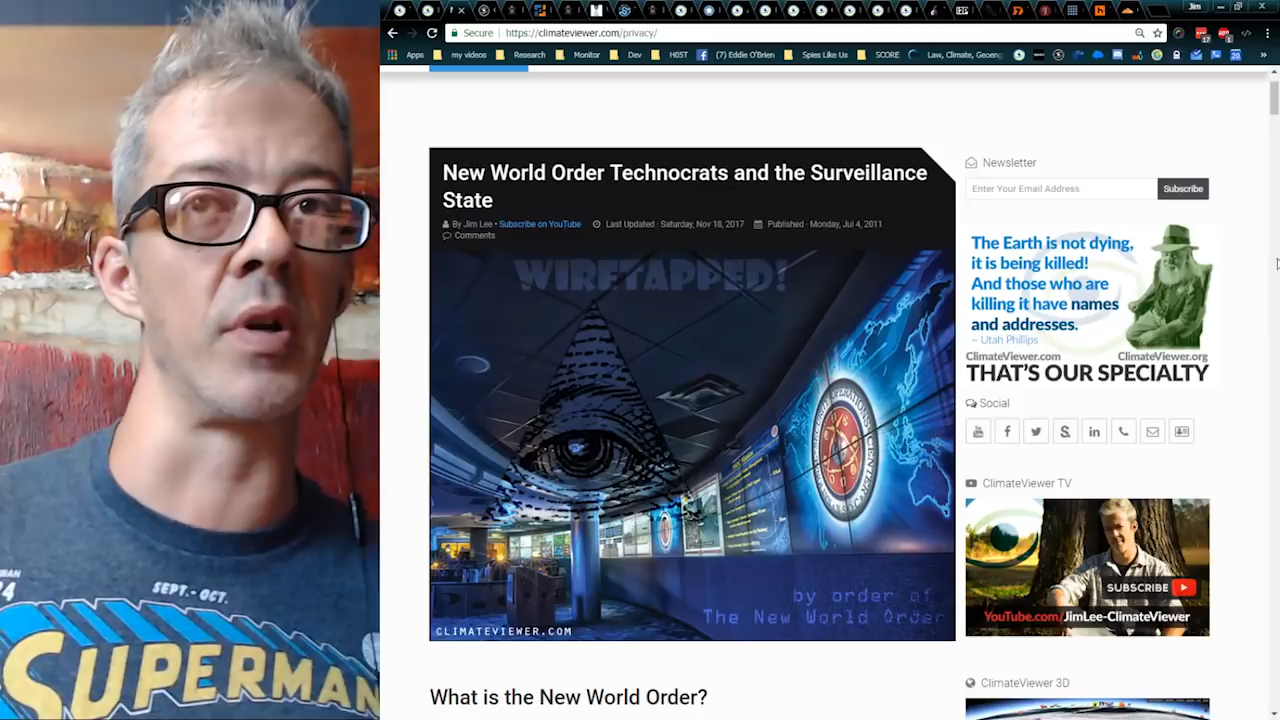 Jim
Secure
https://climateviewer.com/privacy/
Apps
my videos
Research
Monitor
Dev
H05T
(7) Eddie O'Brien
Spies Like Us
SCORE
Law, Climate, Geoeng
New World Order Technocrats and the Surveillance
State
By Jim Lee • Subscribe on YouTube
Last Updated · Saturday, Nov 18, 2017
Published · Monday, Jul 4, 2011
Comments
WIRETAPPED!
by order of
The New World Order
CLIMATEVIEWER.COM
What is the New World Order?
Newsletter
Enter Your Email Address
Subscribe
The Earth is not dying,
it is being killed!
And those who are
killing it have names
and addresses.
– Utah Phillips
ClimateViewer.com
ClimateViewer.org
THAT'S OUR SPECIALTY
Social
ClimateViewer TV
SUBSCRIBE
YouTube.com/JimLee-ClimateViewer
ClimateViewer 3D
SEPT.-OCT.
SUPERMAN